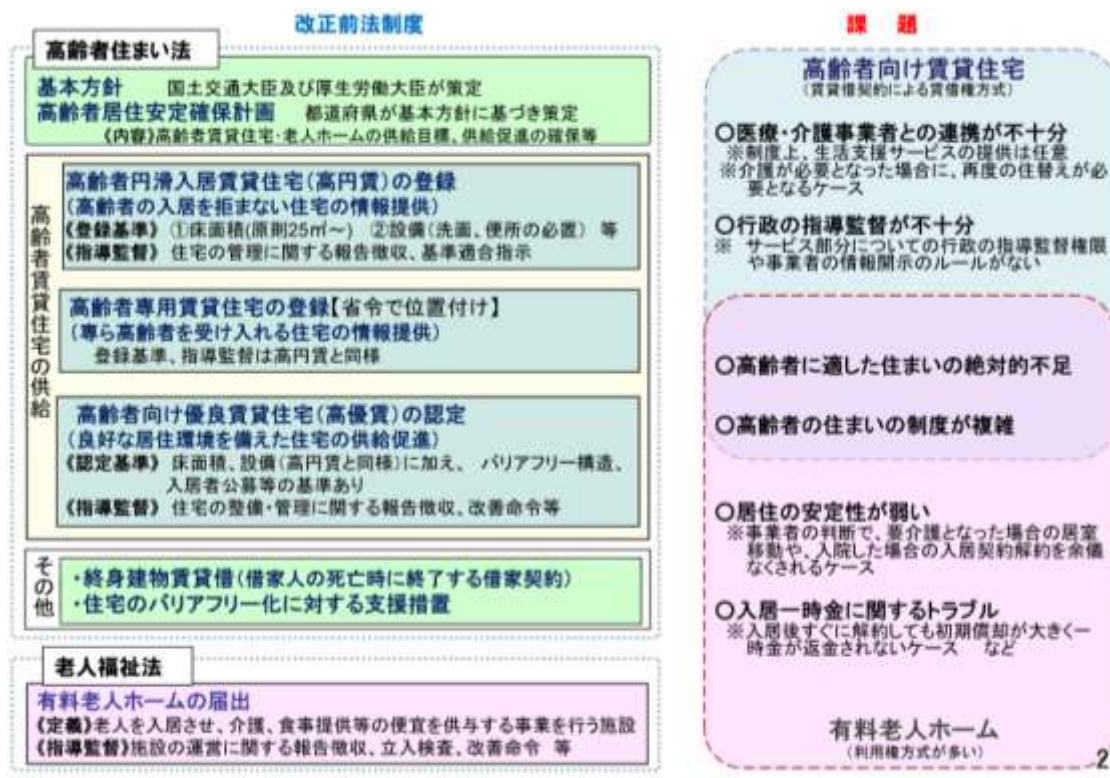 改正前法制度
高齢者住まい法
基本方針 国土交通大臣及び厚生労働大臣が策定
高齢者居住安定確保計画 都道府県が基本方針に基づき策定
《内容》高齢者賃貸住宅・老人ホームの供給目標、供給促進の確保等
高齢者賃貸住宅の供給
高齢者円滑入居賃貸住宅(高円賃)の登録
(高齢者の入居を拒まない住宅の情報提供)
《登録基準》 ①床面積(原則25㎡～) ②設備(洗面、便所の必置) 等
《指導監督》 住宅の管理に関する報告徴収、基準適合指示
高齢者専用賃貸住宅の登録【省令で位置付け】
(専ら高齢者を受け入れる住宅の情報提供)
登録基準、指導監督は高円賃と同様
高齢者向け優良賃貸住宅(高優賃)の認定
(良好な居住環境を備えた住宅の供給促進)
《認定基準》 床面積、設備(高円賃と同様)に加え、 バリアフリー構造、
入居者公募等の基準あり
《指導監督》 住宅の整備・管理に関する報告徴収、改善命令等
その他
・終身建物賃貸借(借家人の死亡時に終了する借家契約)
・住宅のバリアフリー化に対する支援措置
老人福祉法
有料老人ホームの届出
《定義》老人を入居させ、介護、食事提供等の便宜を供与する事業を行う施設
《指導監督》施設の運営に関する報告徴収、立入検査、改善命令 等
課 題
高齢者向け賃貸住宅
(賃貸借契約による賃借権方式)
○医療・介護事業者との連携が不十分
※制度上、生活支援サービスの提供は任意
※介護が必要となった場合に、再度の住替えが必
要となるケース
○行政の指導監督が不十分
※ サービス部分についての行政の指導監督権限
や事業者の情報開示のルールがない
○高齢者に適した住まいの絶対的不足
○高齢者の住まいの制度が複雑
○居住の安定性が弱い
※事業者の判断で、要介護となった場合の居室
移動や、入院した場合の入居契約解約を余儀
なくされるケース
○入居一時金に関するトラブル
※入居後すぐに解約しても初期償却が大きく一
時金が返金されないケース など
有料老人ホーム
(利用権方式が多い)
2